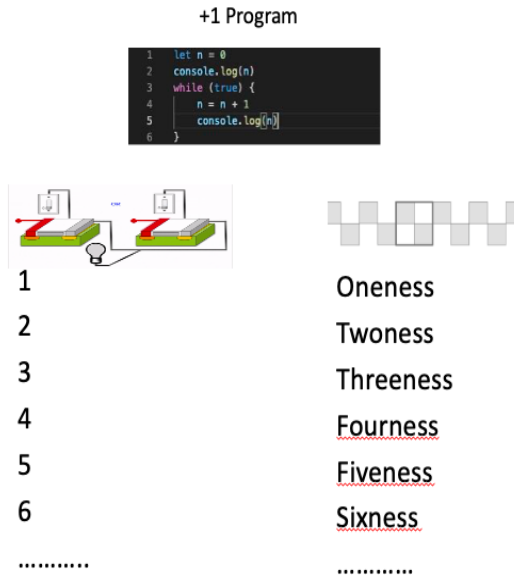 +1 Program
1 let n = 0
2 console.log(n)
3 while (true) {
4 n = n + 1
5 console.log(n)
6 }
1
2
3
4
5
6
………..
Oneness
Twoness
Threeness
Fourness
Fiveness
Sixness
…………